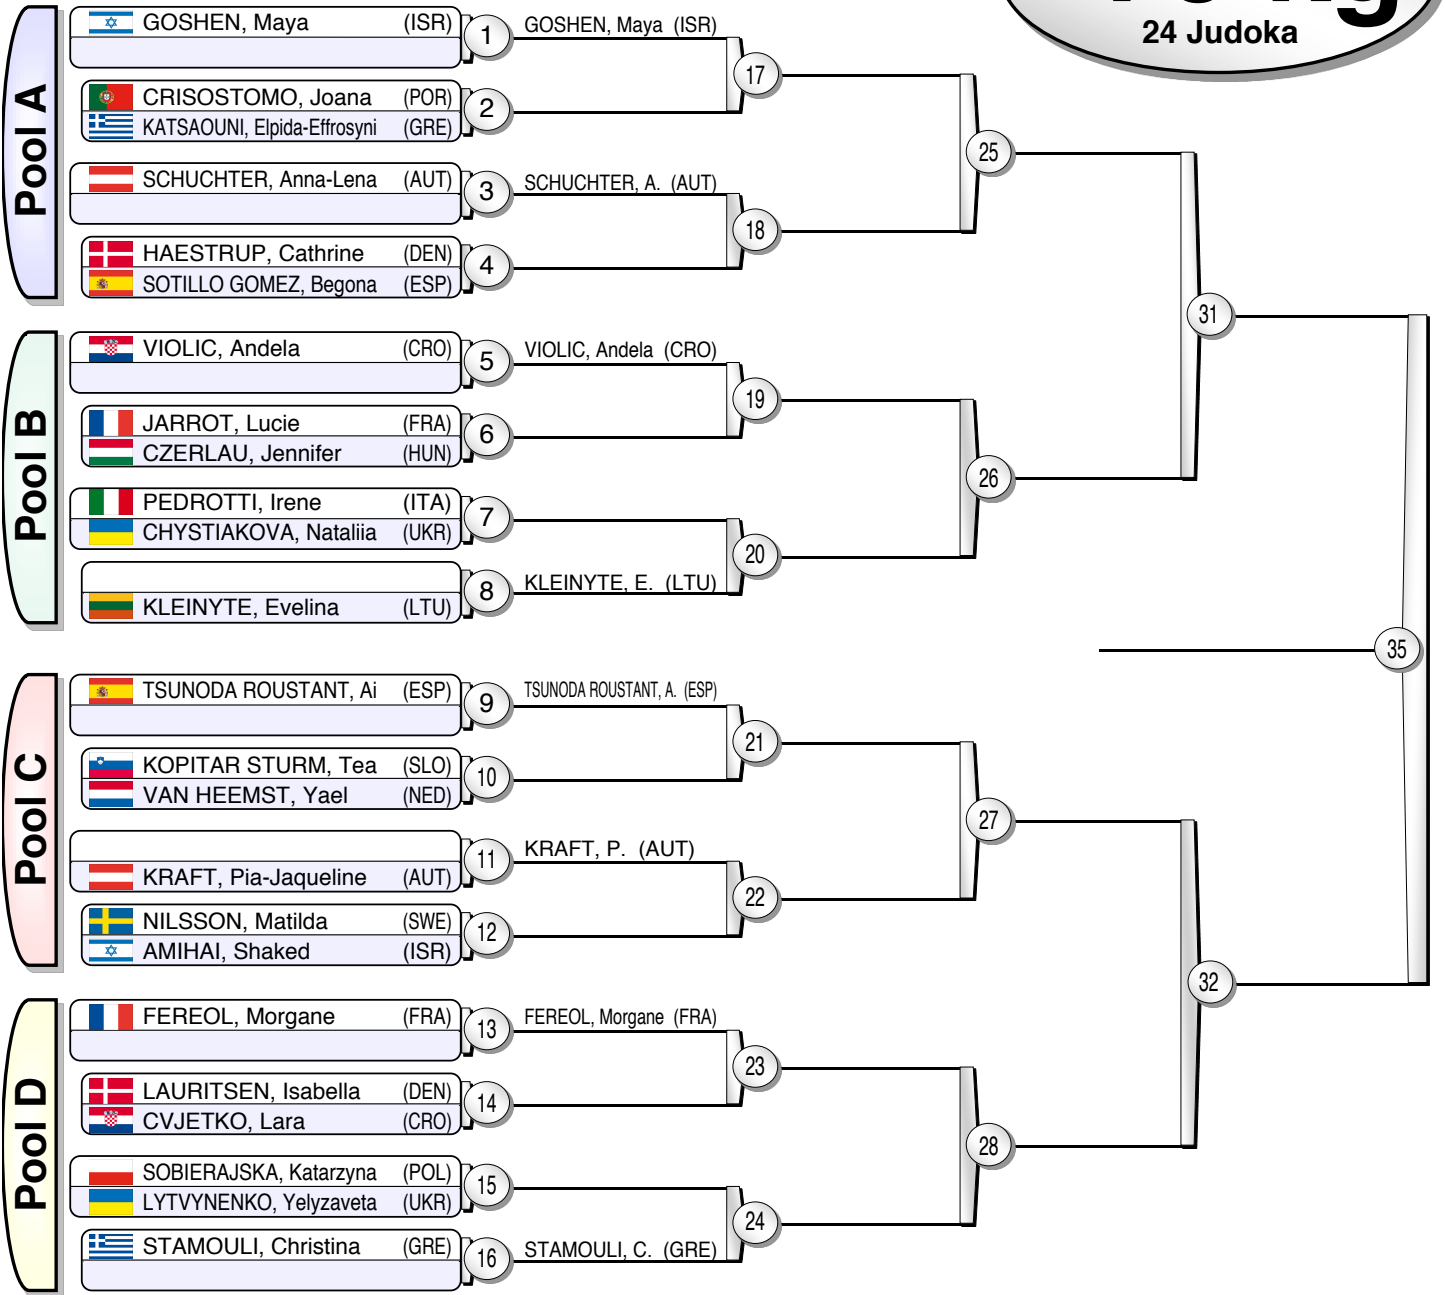 24 Judoka
Pool A
GOSHEN, Maya (ISR) 1 GOSHEN, Maya (ISR)
17
CRISOSTOMO, Joana (POR)
2
KATSAOUNI, Elpida-Effrosyni (GRE)
25
SCHUCHTER, Anna-Lena (AUT) 3 SCHUCHTER, A. (AUT)
18
HAESTRUP, Cathrine (DEN)
4
SOTILLO GOMEZ, Begona (ESP)
31
Pool B
VIOLIC, Andela (CRO) 5 VIOLIC, Andela (CRO)
19
JARROT, Lucie (FRA)
6
CZERLAU, Jennifer (HUN)
26
PEDROTTI, Irene (ITA)
7
CHYSTIAKOVA, Nataliia (UKR)
20
8 KLEINYTE, E. (LTU)
KLEINYTE, Evelina (LTU)
35
Pool C
TSUNODA ROUSTANT, Ai (ESP) 9 TSUNODA ROUSTANT, A. (ESP)
21
KOPITAR STURM, Tea (SLO)
10
VAN HEEMST, Yael (NED)
27
11 KRAFT, P. (AUT)
KRAFT, Pia-Jaqueline (AUT)
22
NILSSON, Matilda (SWE)
12
AMIHAI, Shaked (ISR)
32
Pool D
FEREOL, Morgane (FRA) 13 FEREOL, Morgane (FRA)
23
LAURITSEN, Isabella (DEN)
14
CVJETKO, Lara (CRO)
28
SOBIERAJSKA, Katarzyna (POL)
15
LYTVYNENKO, Yelyzaveta (UKR)
24
STAMOULI, Christina (GRE) 16 STAMOULI, C. (GRE)